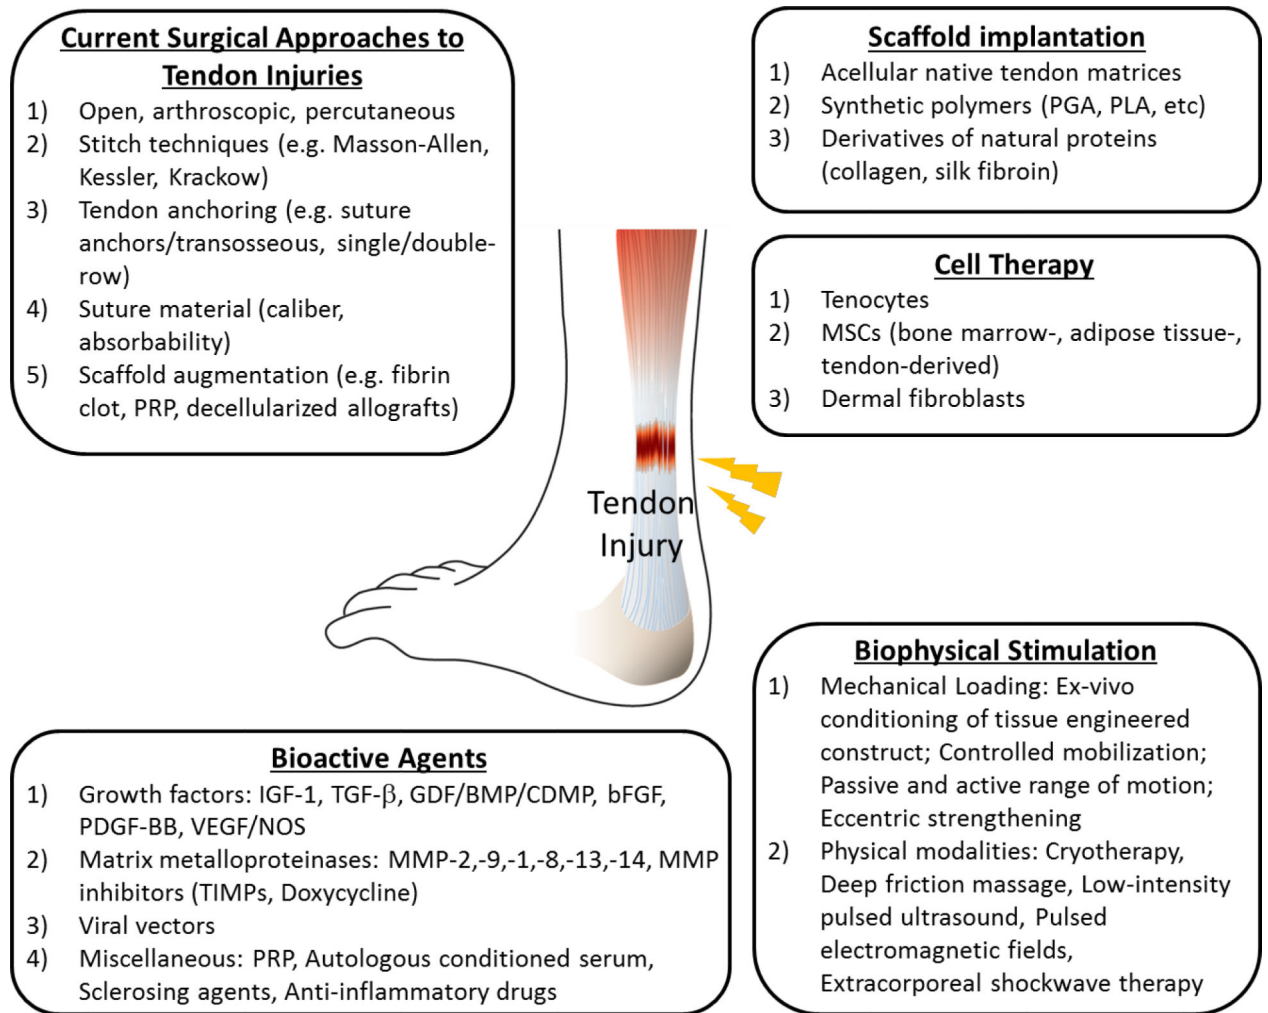 Current Surgical Approaches to
Tendon Injuries
1) Open, arthroscopic, percutaneous
2) Stitch techniques (e.g. Masson-Allen,
Kessler, Krackow)
3) Tendon anchoring (e.g. suture
anchors/transosseous, single/double-
row)
4) Suture material (caliber,
absorbability)
5) Scaffold augmentation (e.g. fibrin
clot, PRP, decellularized allografts)
Scaffold implantation
1) Acellular native tendon matrices
2) Synthetic polymers (PGA, PLA, etc)
3) Derivatives of natural proteins
(collagen, silk fibroin)
Cell Therapy
1) Tenocytes
2) MSCs (bone marrow-, adipose tissue-,
tendon-derived)
3) Dermal fibroblasts
Tendon
Injury
Bioactive Agents
1) Growth factors: IGF-1, TGF-β, GDF/BMP/CDMP, bFGF,
PDGF-BB, VEGF/NOS
2) Matrix metalloproteinases: MMP-2,-9,-1,-8,-13,-14, MMP
inhibitors (TIMPs, Doxycycline)
3) Viral vectors
4) Miscellaneous: PRP, Autologous conditioned serum,
Sclerosing agents, Anti-inflammatory drugs
Biophysical Stimulation
1) Mechanical Loading: Ex-vivo
conditioning of tissue engineered
construct; Controlled mobilization;
Passive and active range of motion;
Eccentric strengthening
2) Physical modalities: Cryotherapy,
Deep friction massage, Low-intensity
pulsed ultrasound, Pulsed
electromagnetic fields,
Extracorporeal shockwave therapy